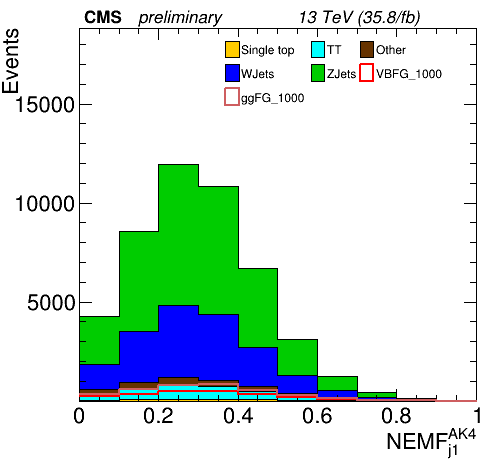 CMS preliminary 13 TeV (35.8/fb)
Events
Single top TT Other
WJets ZJets VBFG_1000
ggFG_1000
15000
10000
5000
0 0.2 0.4 0.6 0.8 1
NEMF_{j1}^{AK4}